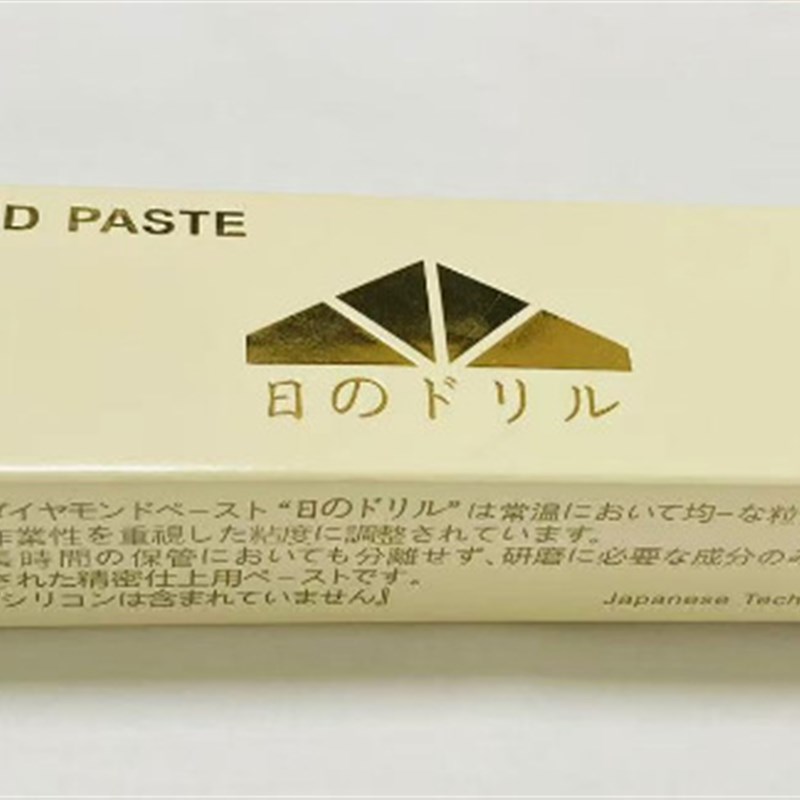 D PASTE
日のドリル
ダイヤモンドペースト“日のドリル”は常温において均一な粒
作業性を重視した粘度に調整されています。
長時間の保管においても分離せず、研磨に必要な成分のみ
された精密仕上用ペーストです。
シリコンは含まれていません』
Japanese Tech